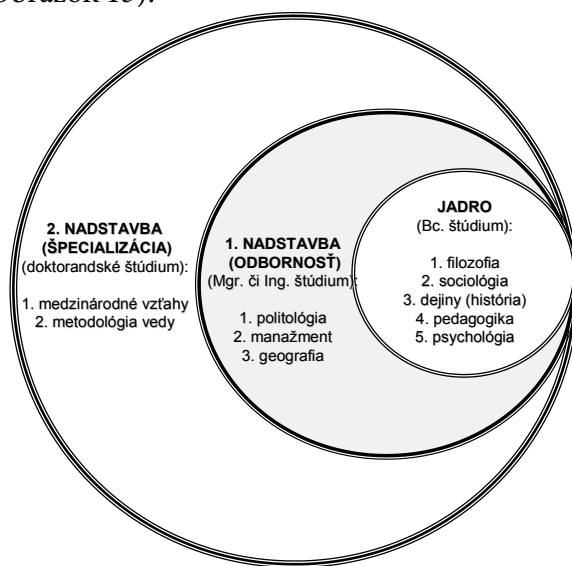 Obrázok 15).
2. NADSTAVBA
(ŠPECIALIZÁCIA)
(doktorandské štúdium):
1. medzinárodné vzťahy
2. metodológia vedy
1. NADSTAVBA
(ODBORNOSŤ)
(Mgr. či Ing. štúdium):
1. politológia
2. manažment
3. geografia
JADRO
(Bc. štúdium):
1. filozofia
2. sociológia
3. dejiny (história)
4. pedagogika
5. psychológia